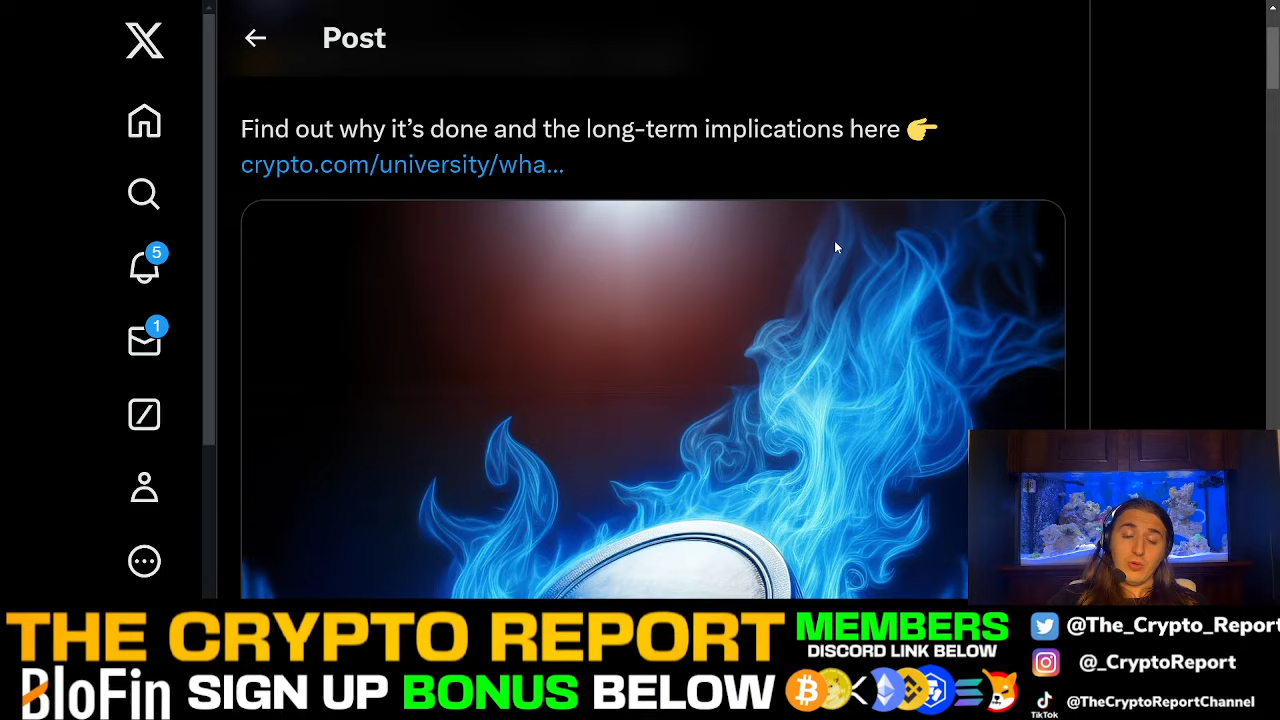 Post
Find out why it’s done and the long-term implications here 👉
crypto.com/university/wha...
5
1
THE CRYPTO REPORT
MEMBERS
DISCORD LINK BELOW
@The_Crypto_Report
@_CryptoReport
BloFin SIGN UP BONUS BELOW
TikTok
@TheCryptoReportChannel